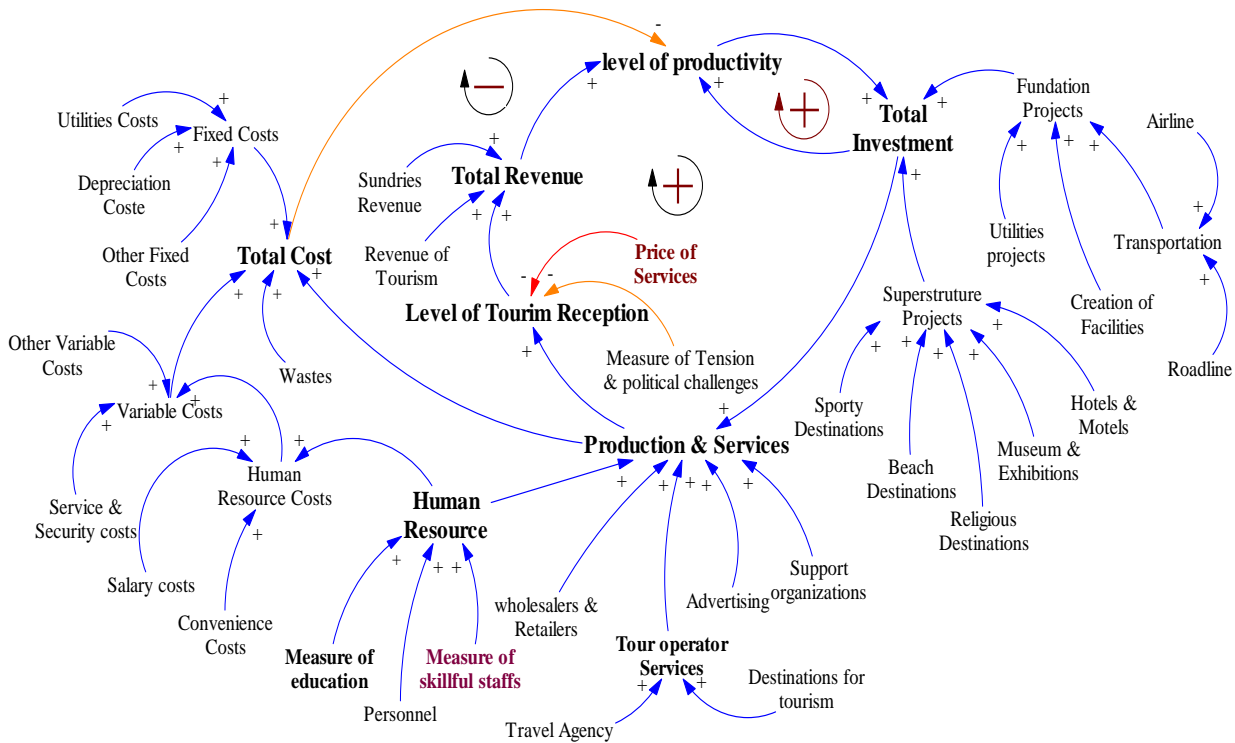 level of productivity
Total
Investment
Fundation
Projects
Airline
Utilities Costs
Fixed Costs
Depreciation
Coste
Other Fixed
Costs
Sundries
Revenue
Total Revenue
Revenue of
Tourism
Price of
Services
Utilities
projects
Transportation
Total Cost
Level of Tourim Reception
Superstruture
Projects
Creation of
Facilities
Roadline
Other Variable
Costs
Wastes
Measure of Tension
& political challenges
Variable Costs
Sporty
Destinations
Hotels &
Motels
Production & Services
Museum &
Exhibitions
Beach
Destinations
Religious
Destinations
Human
Resource Costs
Human
Resource
Service &
Security costs
Salary costs
Convenience
Costs
wholesalers &
Retailers
Advertising
Support
organizations
Measure of
education
Measure of
skillful staffs
Personnel
Tour operator
Services
Travel Agency
Destinations for
tourism